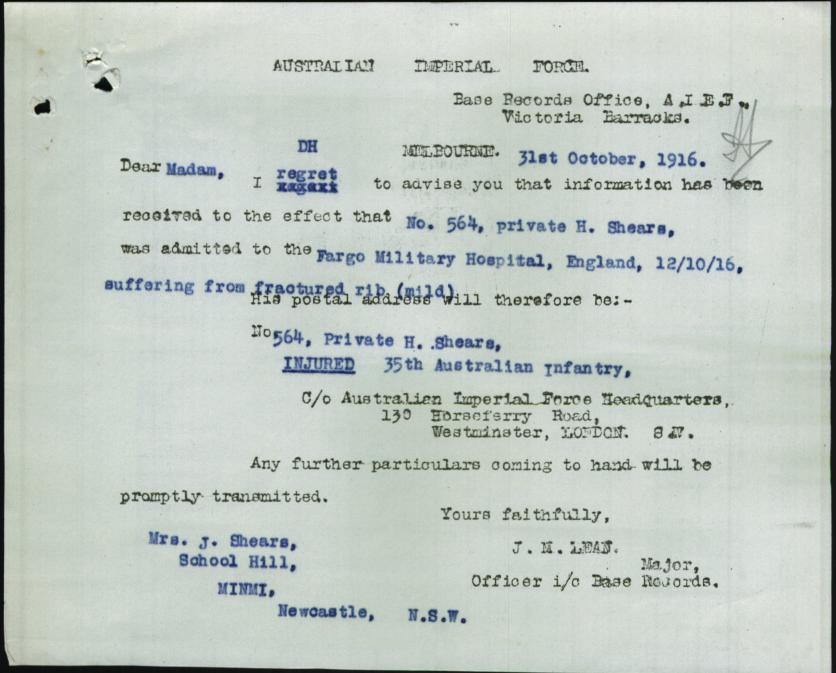 AUSTRALIAN IMPERIAL FORCE.
Base Records Office, A.I.E.F.,
Victoria Barracks.
DH
MELBOURNE. 31st October, 1916.
Dear Madam,
I regret to advise you that information has been
received to the effect that No. 564, private H. Shears,
was admitted to the Fargo Military Hospital, England, 12/10/16,
suffering from fractured rib (mild)
His postal address will therefore be:-
No 564, Private H. Shears,
INJURED 35th Australian Infantry,
C/o Australian Imperial Force Headquarters,
130 Horseferry Road,
Westminster, LONDON. S.W.
Any further particulars coming to hand will be
promptly transmitted.
Yours faithfully,
J. M. LEAN.
Major,
Officer i/c Base Records.
Mrs. J. Shears,
School Hill,
MINMI,
Newcastle, N.S.W.